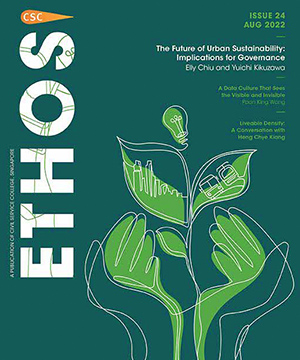 CSC
ISSUE 24
AUG 2022
The Future of Urban Sustainability:
Implications for Governance
Elly Chiu and Yuichi Kikuzawa
A Data Culture That Sees
the Visible and Invisible
Poon King Wang
Liveable Density:
A Conversation with
Heng Chye Kiang
ETHOS
A PUBLICATION OF CIVIL SERVICE COLLEGE, SINGAPORE